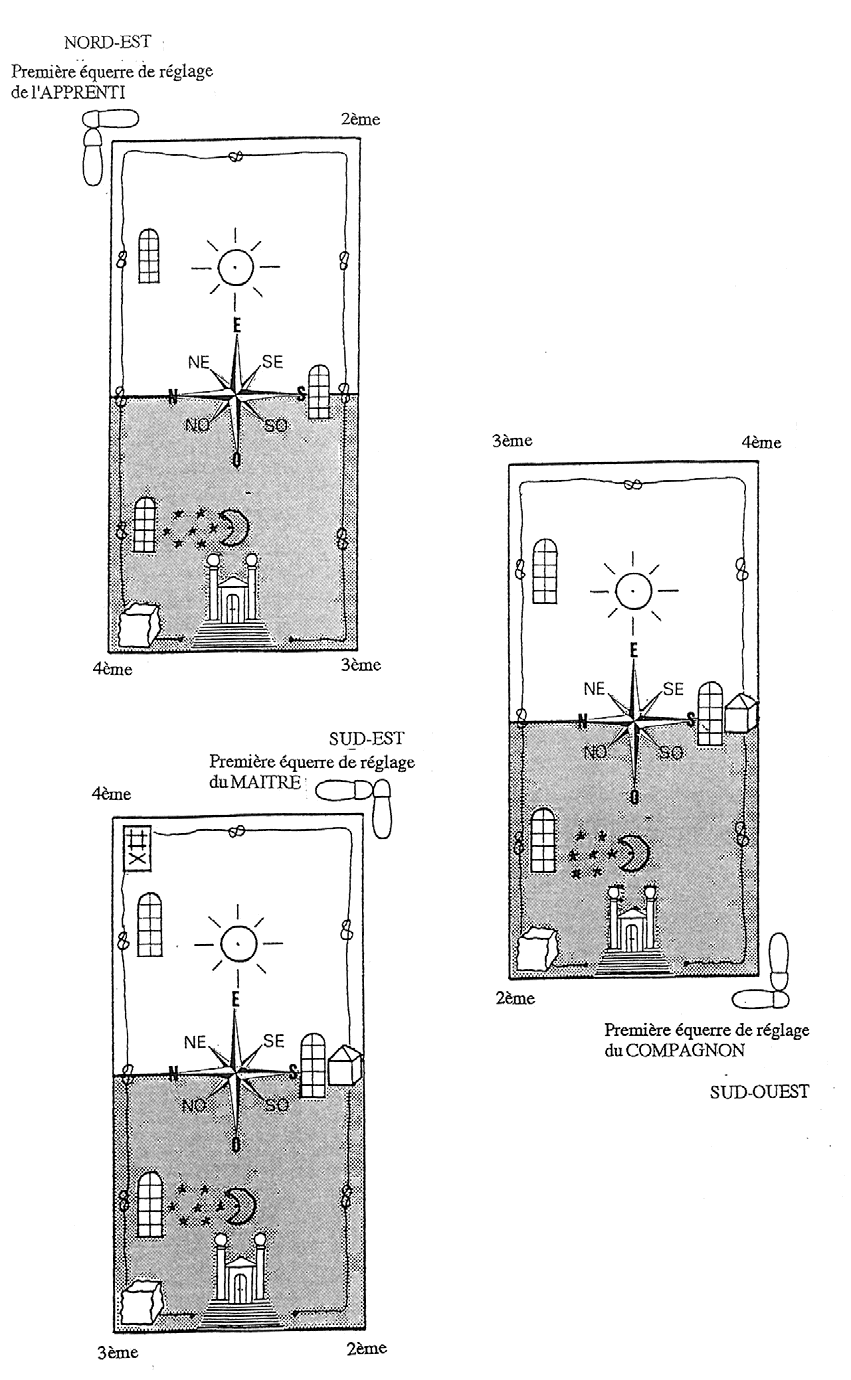 NORD-EST
Première équerre de réglage
de l'APPRENTI
2ème
E
NE SE
N S
NO SO
O
4ème 3ème
3ème 4ème
E
NE SE
N S
NO SO
O
2ème
Première équerre de réglage
du COMPAGNON
SUD-OUEST
SUD-EST
Première équerre de réglage
du MAITRE
4ème
E
NE SE
N S
NO SO
O
3ème 2ème